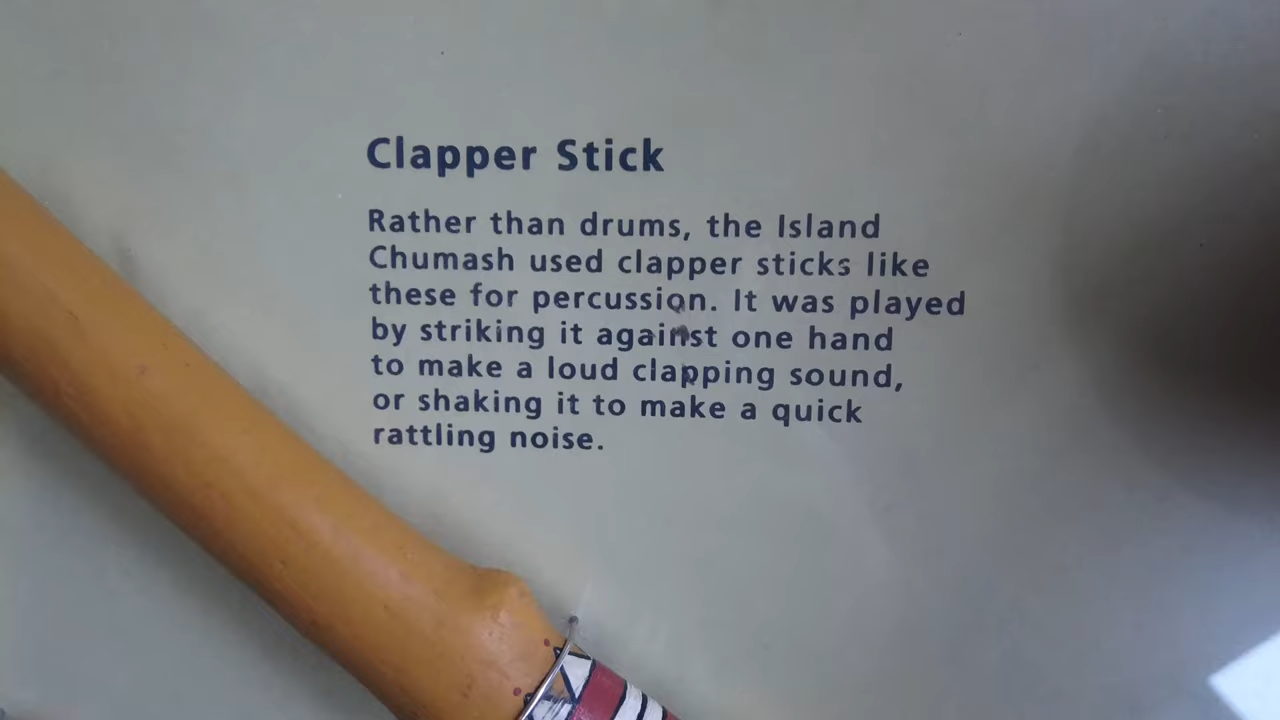 Clapper Stick
Rather than drums, the Island
Chumash used clapper sticks like
these for percussion. It was played
by striking it against one hand
to make a loud clapping sound,
or shaking it to make a quick
rattling noise.